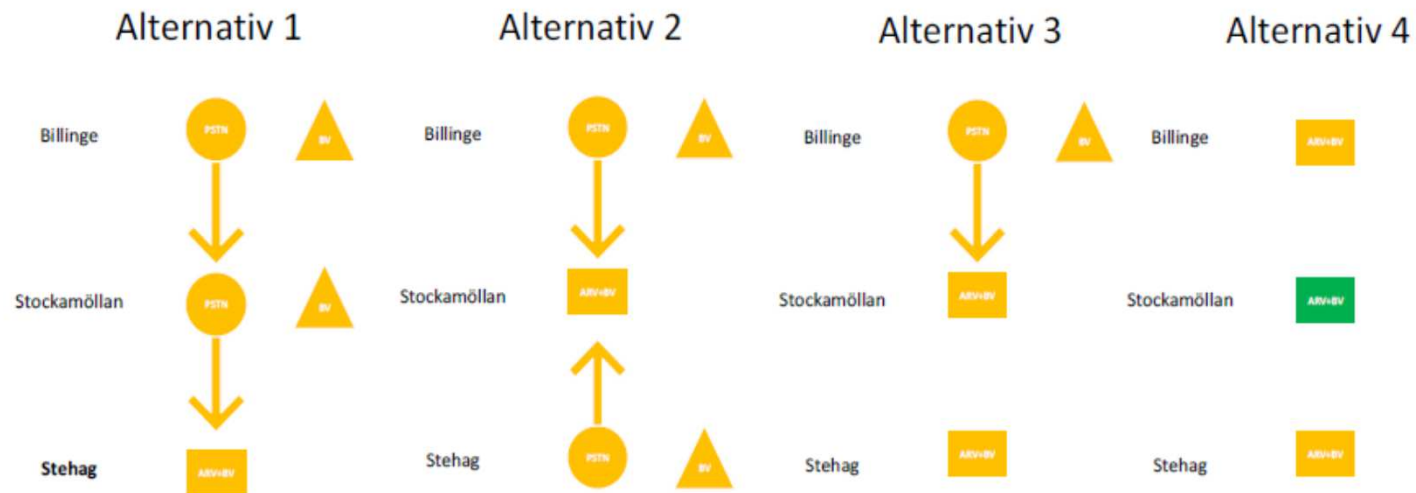 Alternativ 1
Alternativ 2
Alternativ 3
Alternativ 4
Billinge PSTN BV
Billinge PSTN BV
Billinge PSTN BV
Billinge ARV+BV
Stockamöllan PSTN BV
Stockamöllan ARV+BV
Stockamöllan ARV+BV
Stockamöllan ARV+BV
Stehag ARV+BV
Stehag PSTN BV
Stehag ARV+BV
Stehag ARV+BV